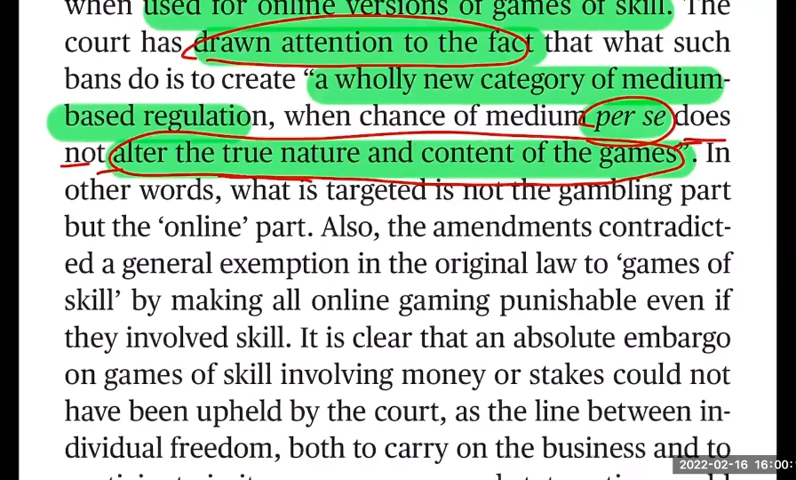 when used for online versions of games of skill. The
court has drawn attention to the fact that what such
bans do is to create “a wholly new category of medium-
based regulation, when chance of medium per se does
not alter the true nature and content of the games”. In
other words, what is targeted is not the gambling part
but the ‘online’ part. Also, the amendments contradict-
ed a general exemption in the original law to ‘games of
skill’ by making all online gaming punishable even if
they involved skill. It is clear that an absolute embargo
on games of skill involving money or stakes could not
have been upheld by the court, as the line between in-
dividual freedom, both to carry on the business and to
2022-02-16 16:00:1